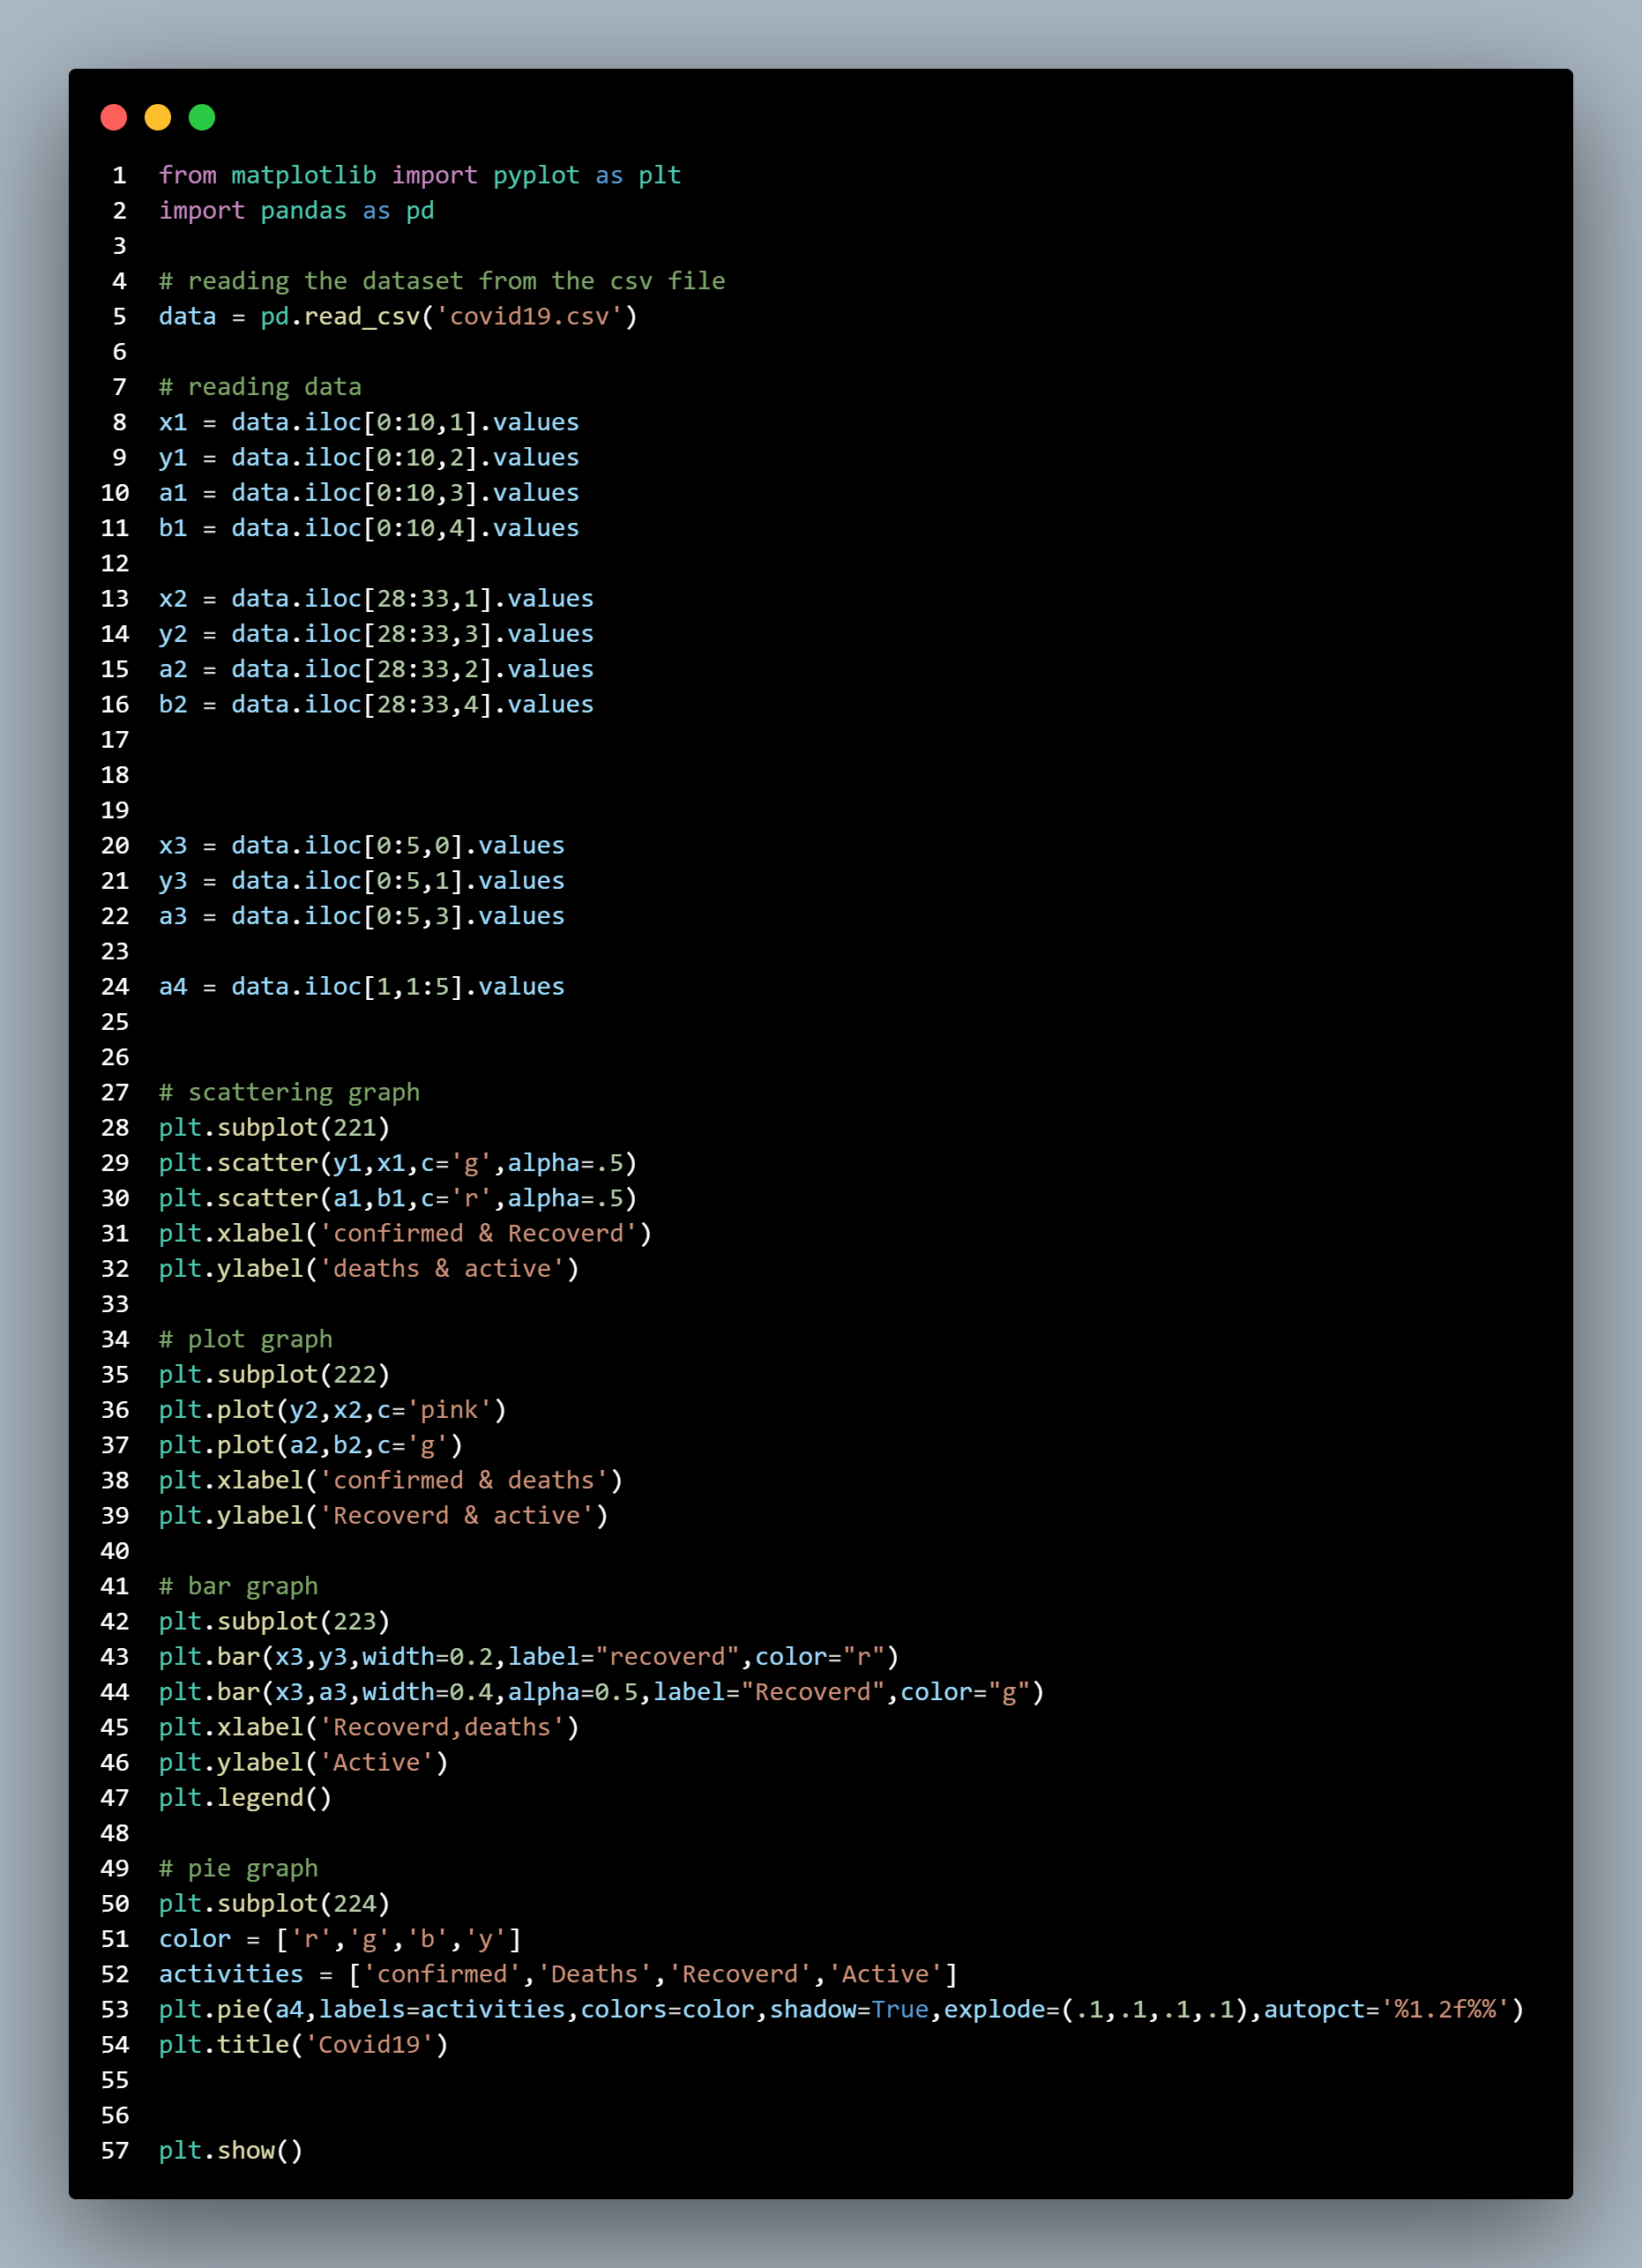 1 from matplotlib import pyplot as plt
2 import pandas as pd
3
4 # reading the dataset from the csv file
5 data = pd.read_csv('covid19.csv')
6
7 # reading data
8 x1 = data.iloc[0:10,1].values
9 y1 = data.iloc[0:10,2].values
10 a1 = data.iloc[0:10,3].values
11 b1 = data.iloc[0:10,4].values
12
13 x2 = data.iloc[28:33,1].values
14 y2 = data.iloc[28:33,3].values
15 a2 = data.iloc[28:33,2].values
16 b2 = data.iloc[28:33,4].values
17
18
19
20 x3 = data.iloc[0:5,0].values
21 y3 = data.iloc[0:5,1].values
22 a3 = data.iloc[0:5,3].values
23
24 a4 = data.iloc[1,1:5].values
25
26
27 # scattering graph
28 plt.subplot(221)
29 plt.scatter(y1,x1,c='g',alpha=.5)
30 plt.scatter(a1,b1,c='r',alpha=.5)
31 plt.xlabel('confirmed & Recoverd')
32 plt.ylabel('deaths & active')
33
34 # plot graph
35 plt.subplot(222)
36 plt.plot(y2,x2,c='pink')
37 plt.plot(a2,b2,c='g')
38 plt.xlabel('confirmed & deaths')
39 plt.ylabel('Recoverd & active')
40
41 # bar graph
42 plt.subplot(223)
43 plt.bar(x3,y3,width=0.2,label="recoverd",color="r")
44 plt.bar(x3,a3,width=0.4,alpha=0.5,label="Recoverd",color="g")
45 plt.xlabel('Recoverd,deaths')
46 plt.ylabel('Active')
47 plt.legend()
48
49 # pie graph
50 plt.subplot(224)
51 color = ['r','g','b','y']
52 activities = ['confirmed','Deaths','Recoverd','Active']
53 plt.pie(a4,labels=activities,colors=color,shadow=True,explode=(.1,.1,.1,.1),autopct='%1.2f%%')
54 plt.title('Covid19')
55
56
57 plt.show()